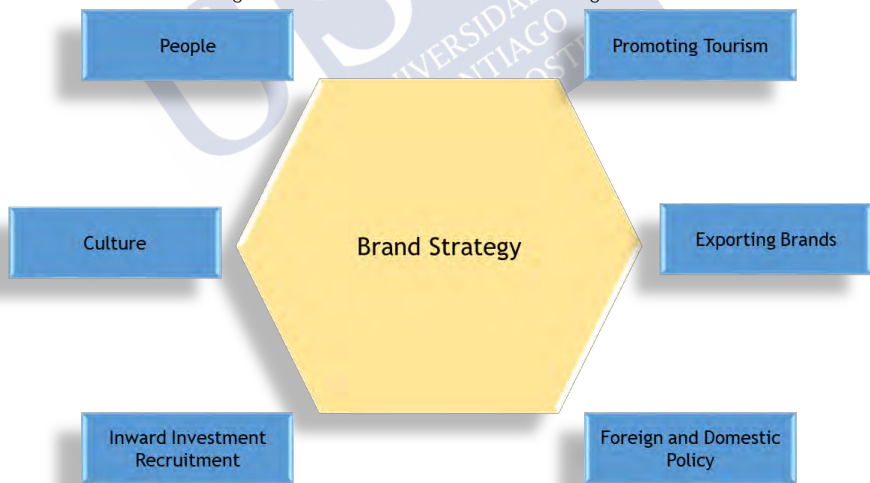 People
Promoting Tourism
Culture
Brand Strategy
Exporting Brands
Inward Investment
Recruitment
Foreign and Domestic
Policy